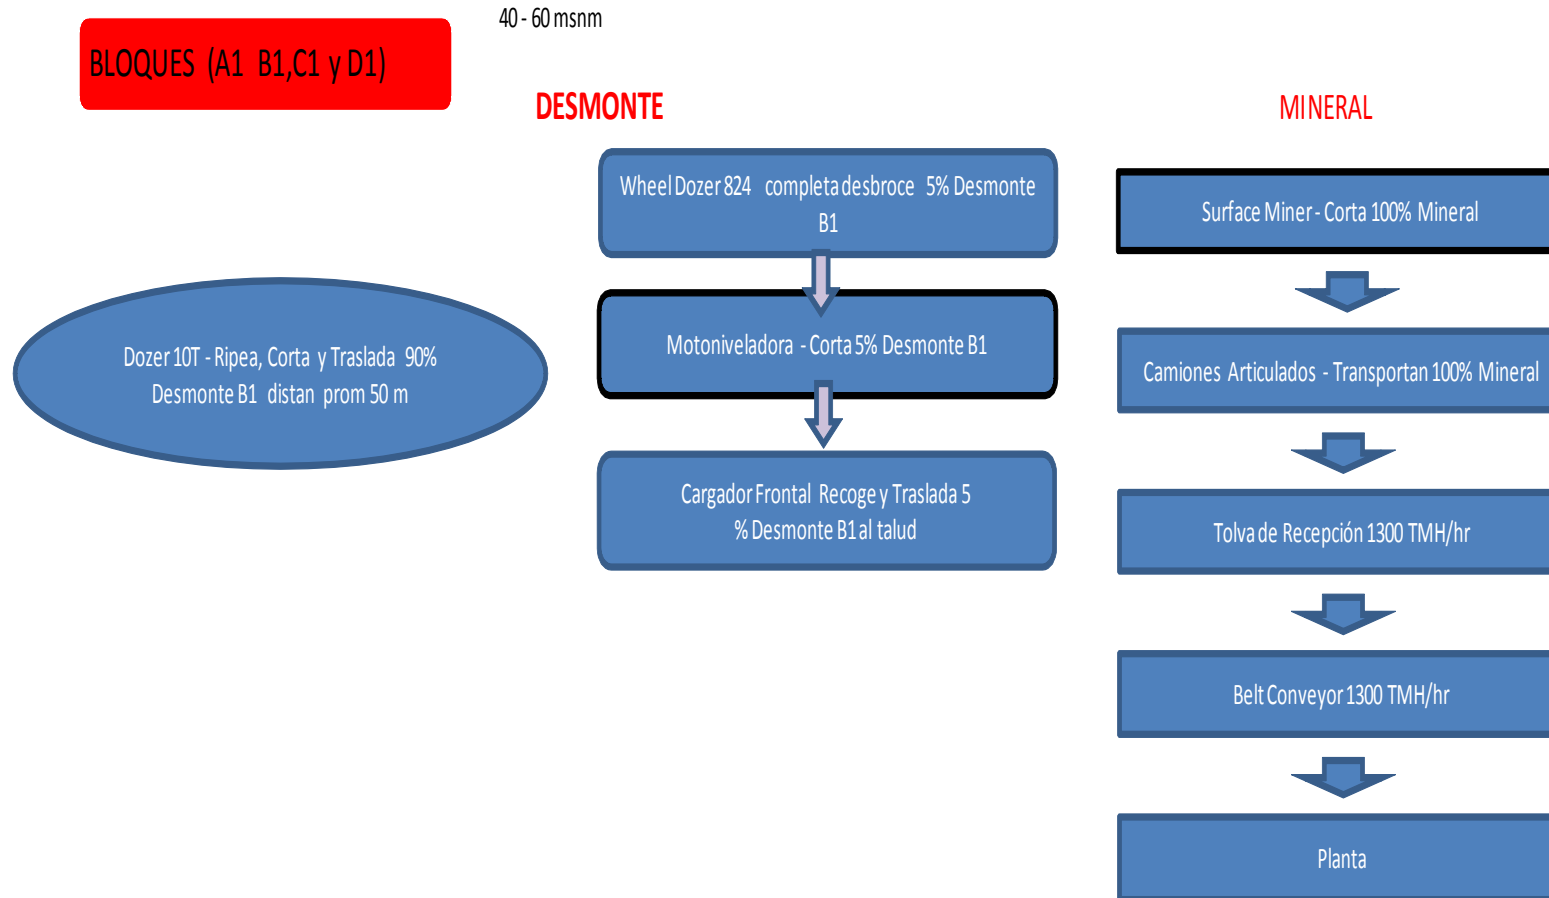 40 - 60 msnm
BLOQUES (A1 B1,C1 y D1)
DESMONTE
MINERAL
Wheel Dozer 824 completa desbroce 5% Desmonte
B1
Motoniveladora - Corta 5% Desmonte B1
Cargador Frontal Recoge y Traslada 5
% Desmonte B1 al talud
Dozer 10T - Ripea, Corta y Traslada 90%
Desmonte B1 distan prom 50 m
Surface Miner - Corta 100% Mineral
Camiones Articulados - Transportan 100% Mineral
Tolva de Recepción 1300 TMH/hr
Belt Conveyor 1300 TMH/hr
Planta